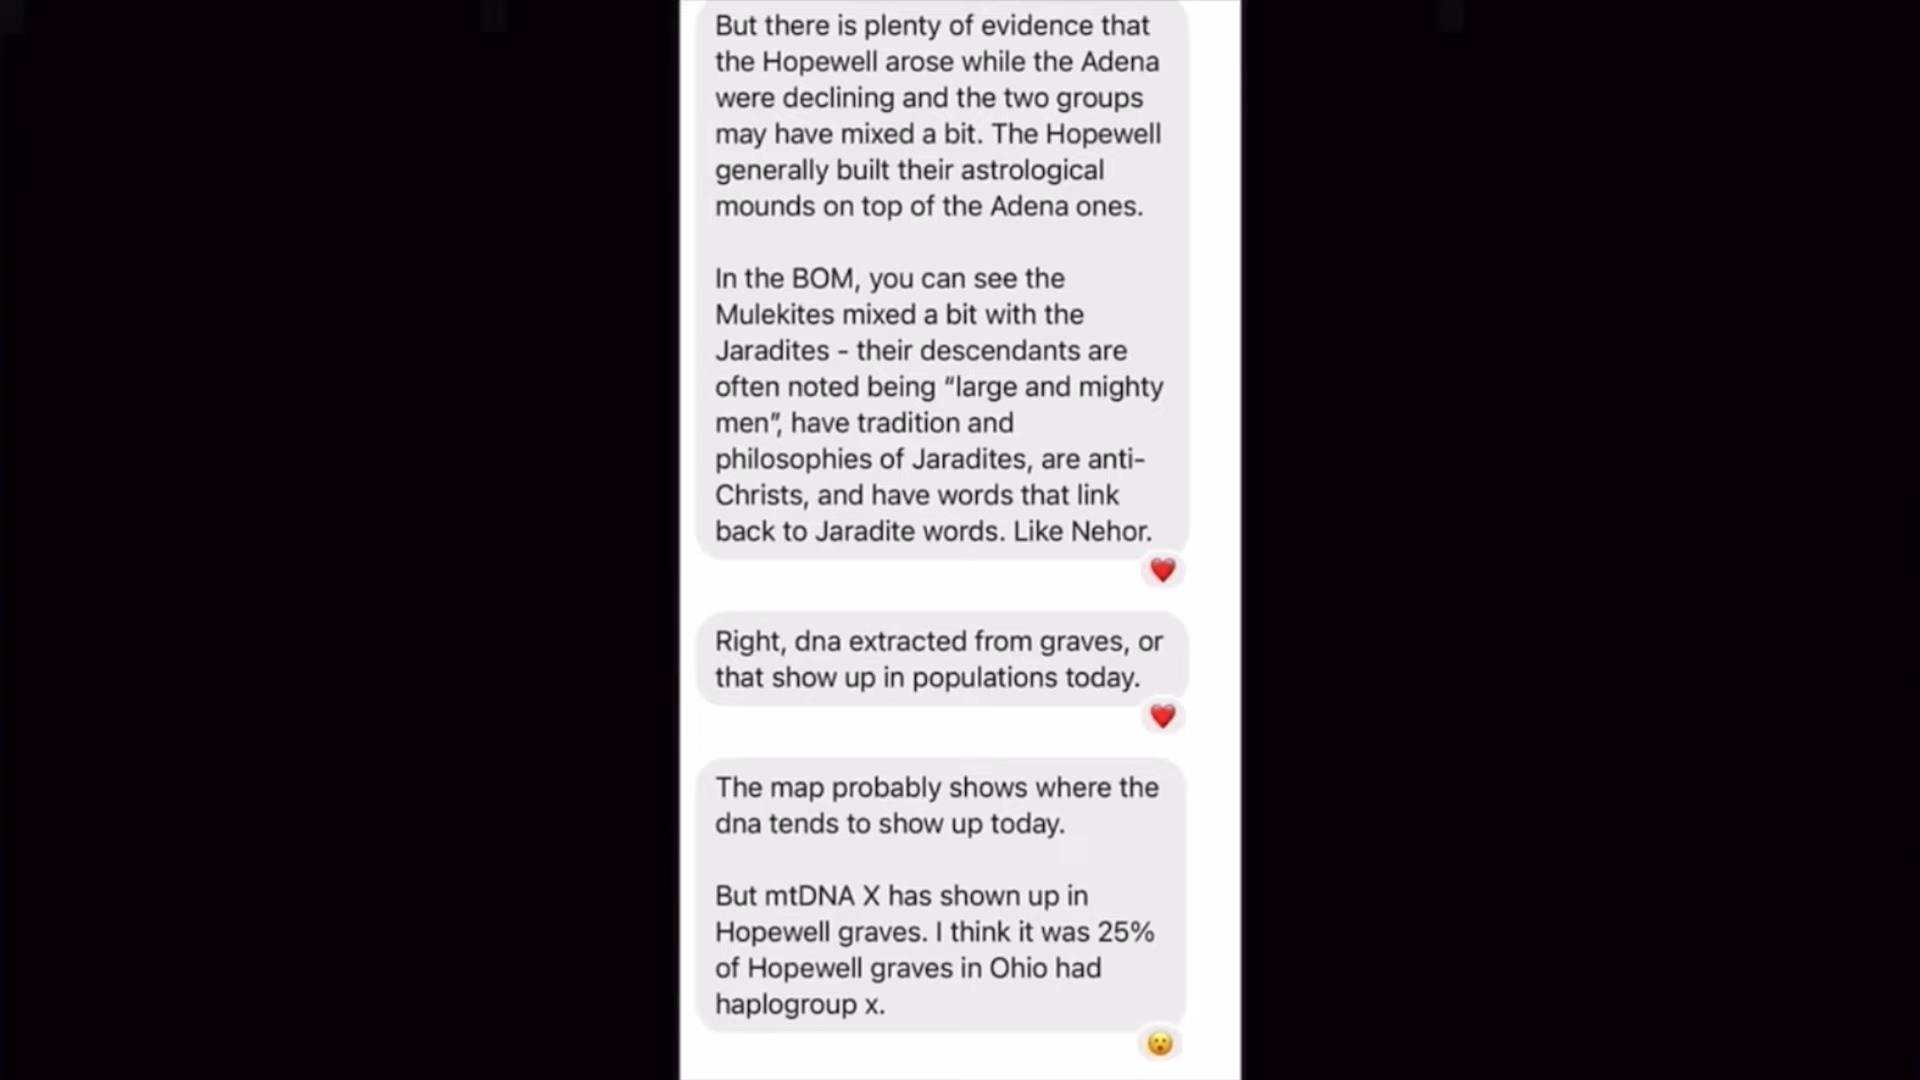 But there is plenty of evidence that
the Hopewell arose while the Adena
were declining and the two groups
may have mixed a bit. The Hopewell
generally built their astrological
mounds on top of the Adena ones.
In the BOM, you can see the
Mulekites mixed a bit with the
Jaradites - their descendants are
often noted being “large and mighty
men”, have tradition and
philosophies of Jaradites, are anti-
Christs, and have words that link
back to Jaradite words. Like Nehor.
Right, dna extracted from graves, or
that show up in populations today.
The map probably shows where the
dna tends to show up today.
But mtDNA X has shown up in
Hopewell graves. I think it was 25%
of Hopewell graves in Ohio had
haplogroup x.